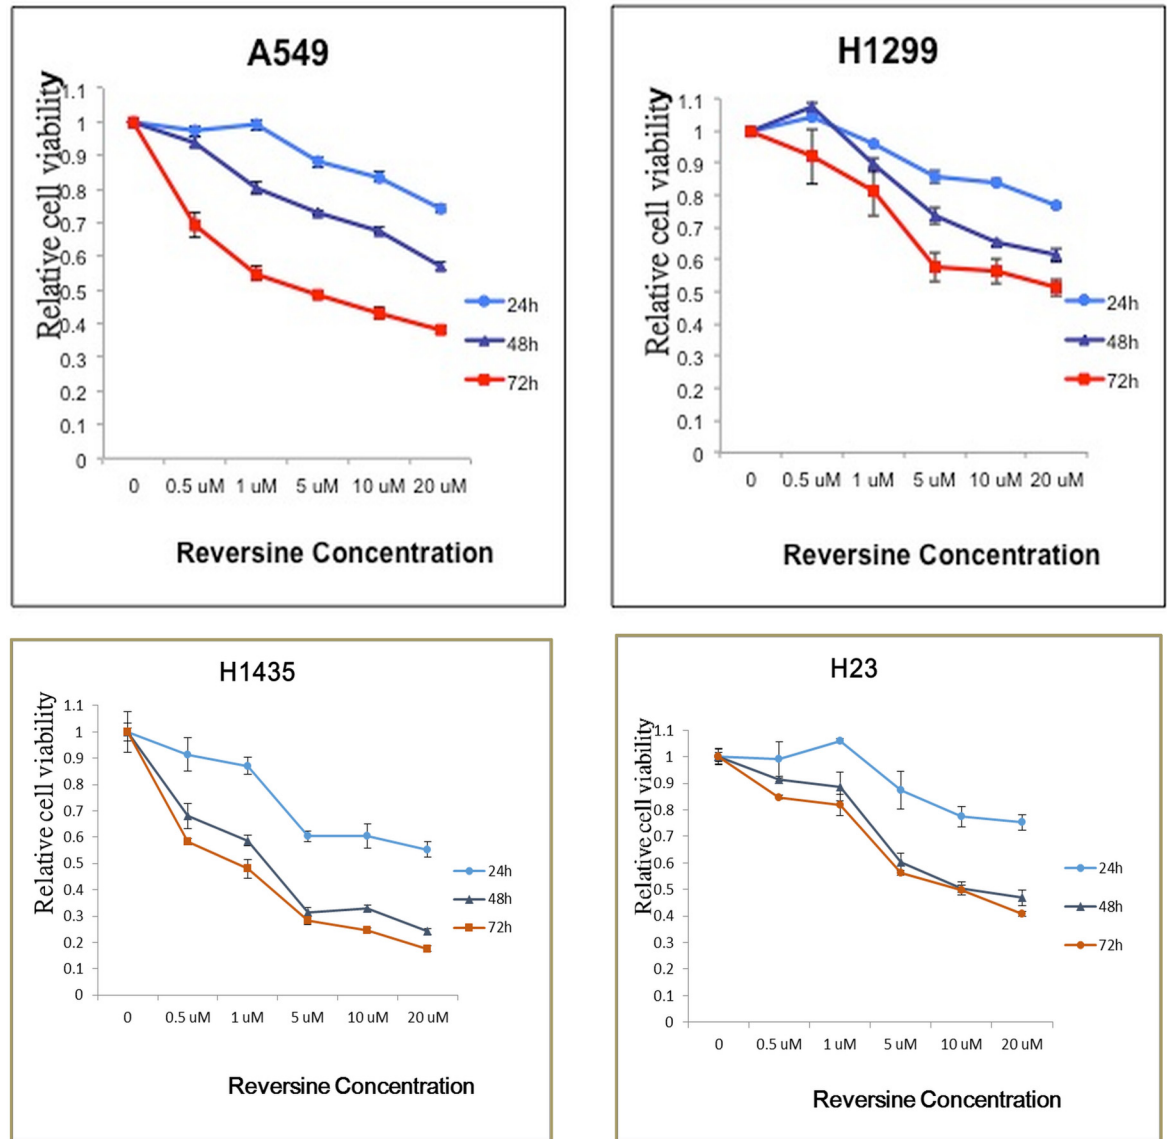 A549
Relative cell viability
1.1
1
0.9
0.8
0.7
0.6
0.5
0.4
0.3
0.2
0.1
0
0 0.5 uM 1 uM 5 uM 10 uM 20 uM
24h
48h
72h
Reversine Concentration
H1299
Relative cell viability
1.1
1
0.9
0.8
0.7
0.6
0.5
0.4
0.3
0.2
0.1
0
0 0.5 uM 1 uM 5 uM 10 uM 20 uM
24h
48h
72h
Reversine Concentration
H1435
Relative cell viability
1.1
1
0.9
0.8
0.7
0.6
0.5
0.4
0.3
0.2
0.1
0
0 0.5 uM 1 uM 5 uM 10 uM 20 uM
24h
48h
72h
Reversine Concentration
H23
Relative cell viability
1.1
1
0.9
0.8
0.7
0.6
0.5
0.4
0.3
0.2
0.1
0
0 0.5 uM 1 uM 5 uM 10 uM 20 uM
24h
48h
72h
Reversine Concentration